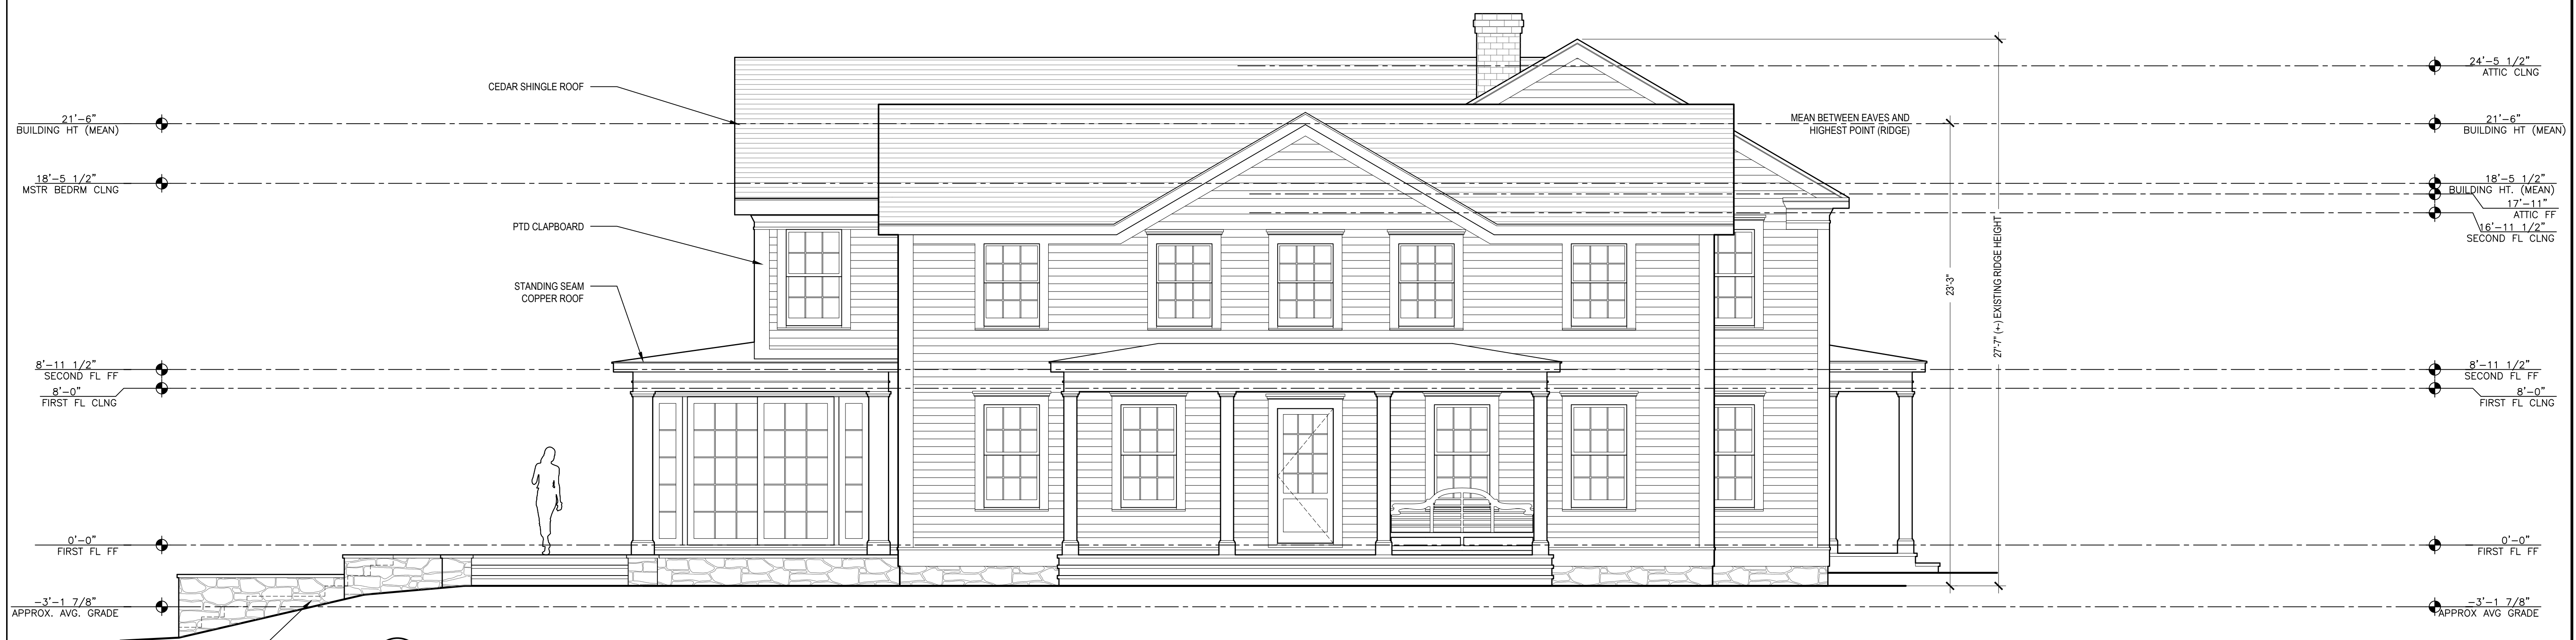 CEDAR SHINGLE ROOF
PTD CLAPBOARD
STANDING SEAM
COPPER ROOF
21'-6"
BUILDING HT (MEAN)
18'-5 1/2"
MSTR BEDRM CLNG
8'-11 1/2"
SECOND FL FF
8'-0"
FIRST FL CLNG
0'-0"
FIRST FL FF
-3'-1 7/8"
APPROX. AVG. GRADE
MEAN BETWEEN EAVES AND
HIGHEST POINT (RIDGE)
23'-3"
27'-7" (+-) EXISTING RIDGE HEIGHT
24'-5 1/2"
ATTIC CLNG
21'-6"
BUILDING HT (MEAN)
18'-5 1/2"
BUILDING HT. (MEAN)
17'-11"
ATTIC FF
16'-11 1/2"
SECOND FL CLNG
8'-11 1/2"
SECOND FL FF
8'-0"
FIRST FL CLNG
0'-0"
FIRST FL FF
-3'-1 7/8"
APPROX AVG GRADE